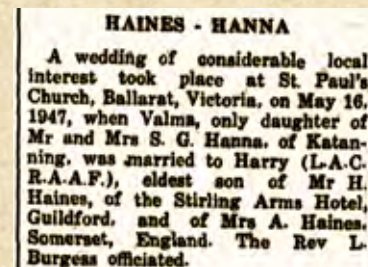 HAINES - HANNA
A wedding of considerable local
interest took place at St. Paul's
Church, Ballarat, Victoria, on May 16,
1947, when Valma, only daughter of
Mr and Mrs S. G. Hanna, of Katan-
ning, was married to Harry (L.A.C.
R.A.A.F.), eldest son of Mr H.
Haines, of the Stirling Arms Hotel,
Guildford, and of Mrs A. Haines,
Somerset, England. The Rev L.
Burgess officiated.